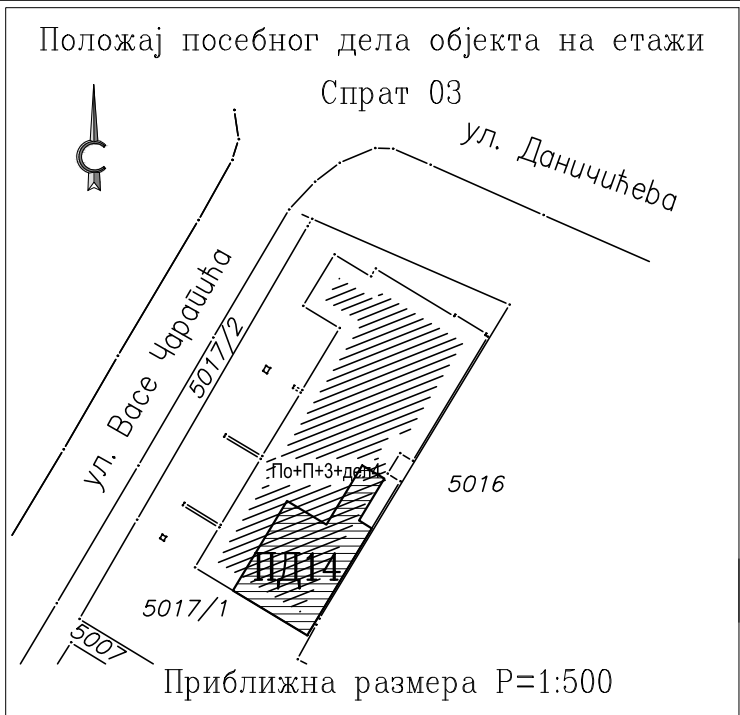 Положај посебног дела објекта на етажи
Спрат 03
ул. Даничићева
ул. Васе Чарапића
5017/2
По+П+3+деп4
5016
ПД14
5017/1
5007
Приближна размера Р=1:500